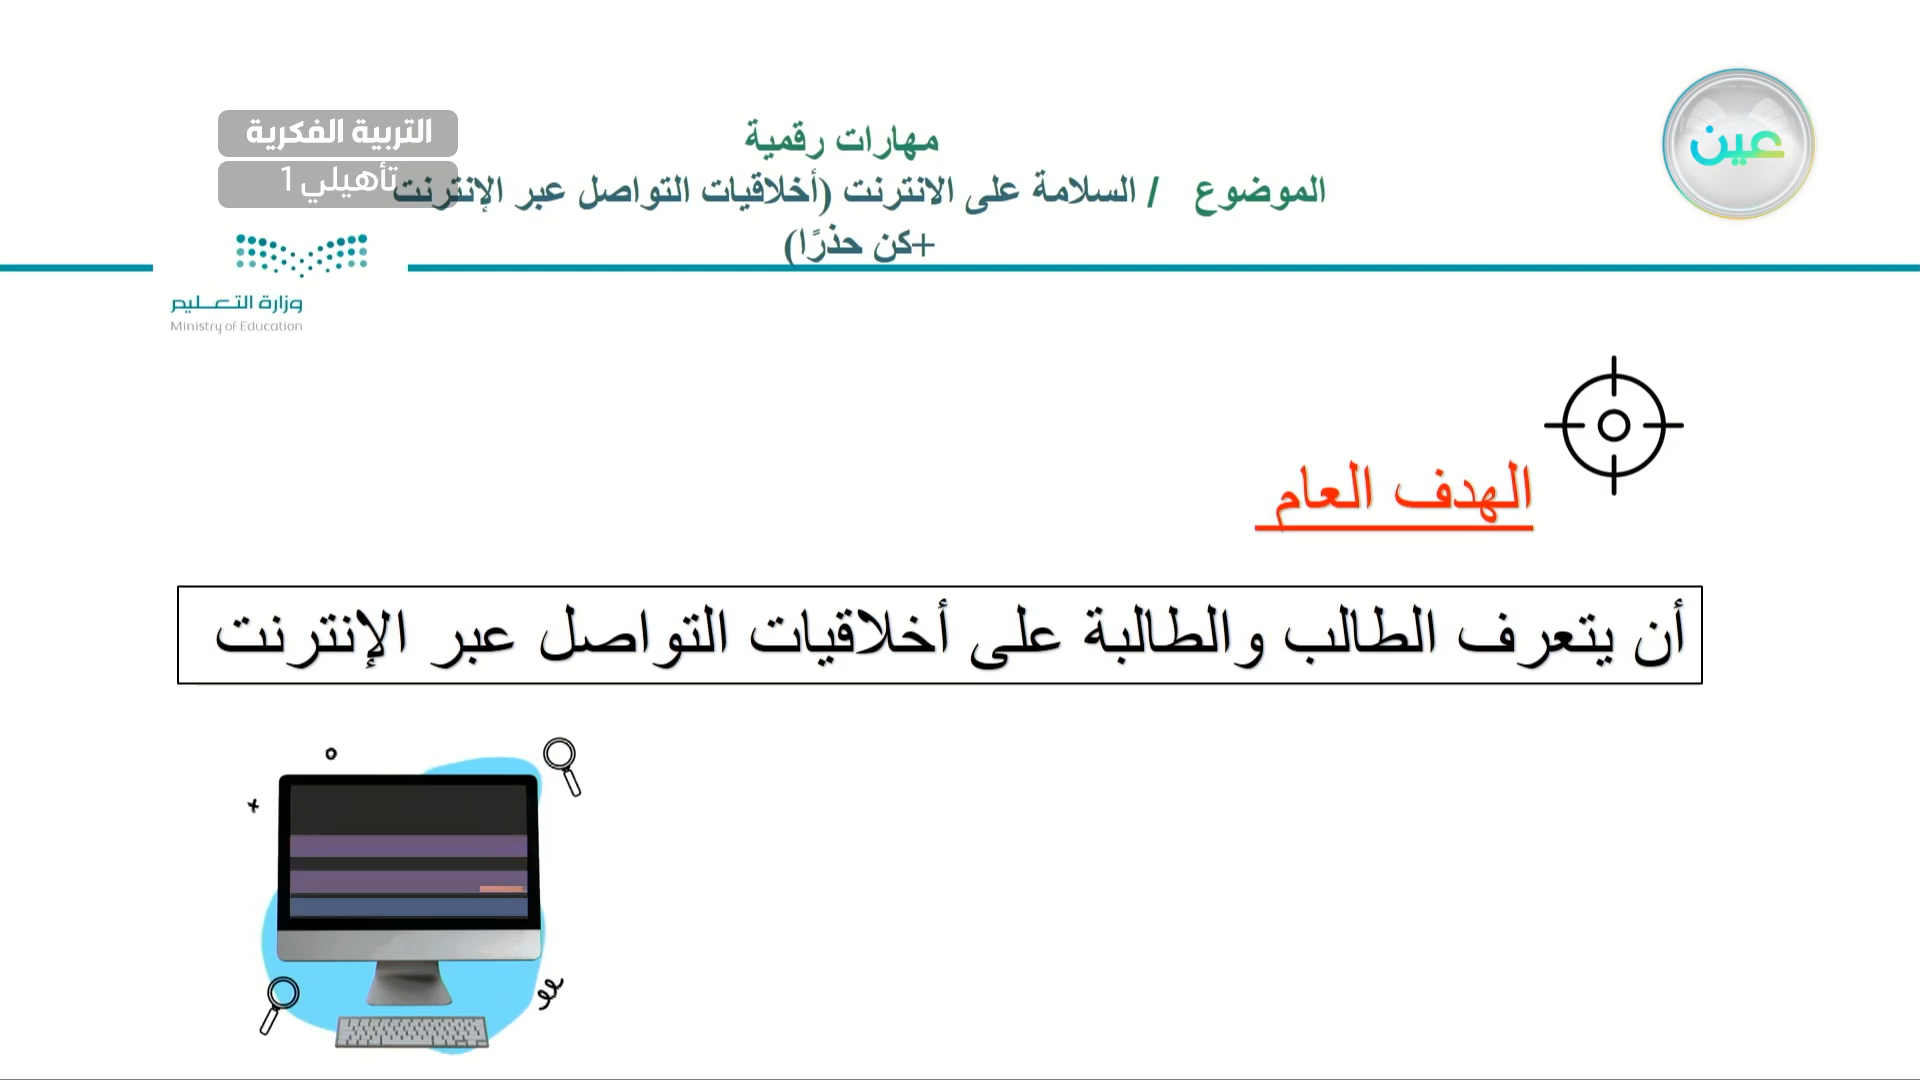 مهارات رقمية
الموضوع / السلامة على الانترنت (أخلاقيات التواصل عبر الإنترنت
+كن حذرًا)
التربية الفكرية
تأهيلي 1
عين
وزارة التعليم
Ministry of Education
الهدف العام
أن يتعرف الطالب والطالبة على أخلاقيات التواصل عبر الإنترنت